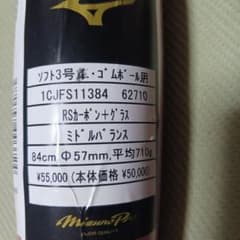 ソフト3号革・ゴムボール用
1CJFS11384 62710
RSカーボン+グラス
ミドルバランス
84cm Φ57mm,平均710g
¥55,000(本体価格 ¥50,000)
Mizuno Pro